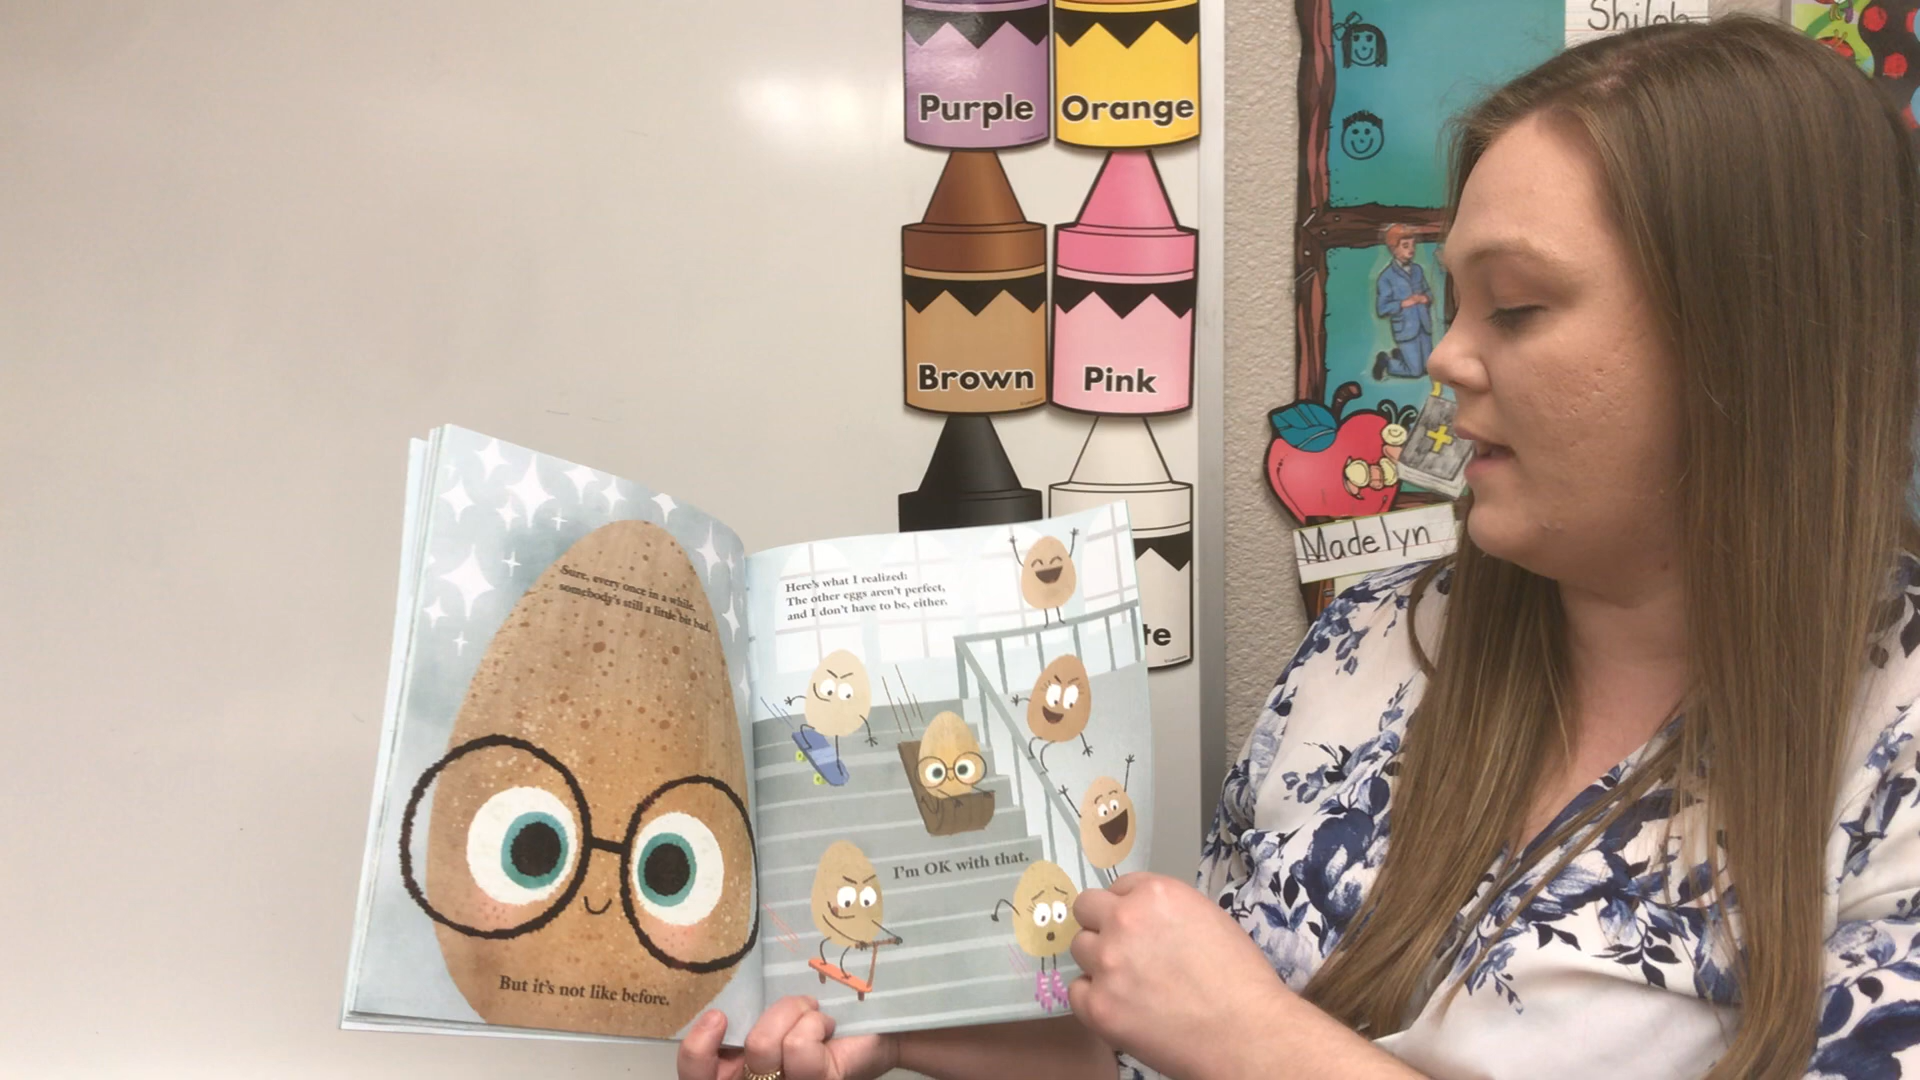 Purple
Orange
Brown
Pink
Shiloh
Madelyn
Sure, every once in a while,
somebody's still a little bit bad.
But it's not like before.
Here's what I realized:
The other eggs aren't perfect,
and I don't have to be, either.
I'm OK with that.